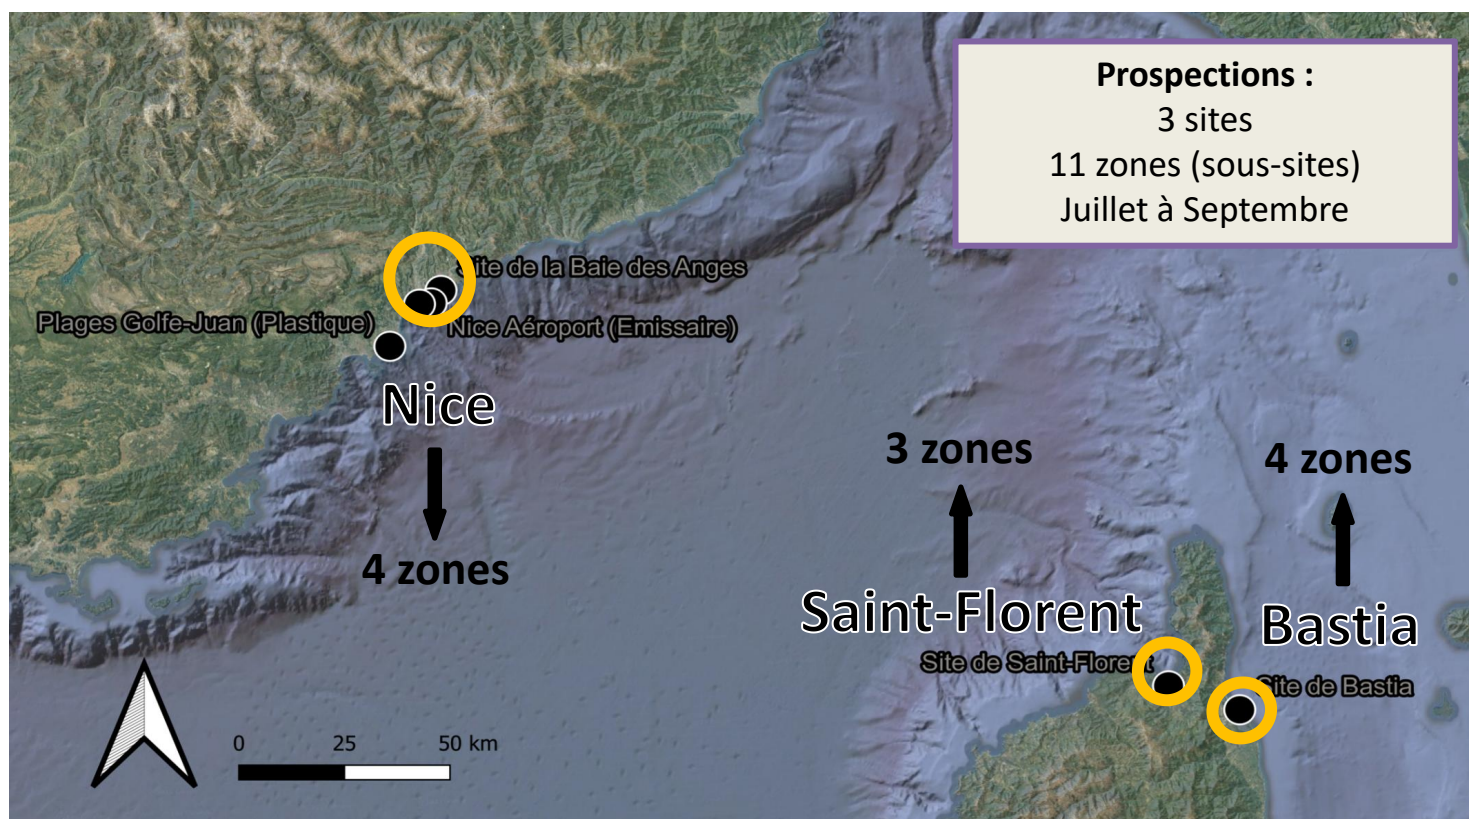 Prospections :
3 sites
11 zones (sous-sites)
Juillet à Septembre
Site de la Baie des Anges
Plages Golfe-Juan (Plastique)
Nice Aéroport (Emissaire)
Nice
4 zones
3 zones
4 zones
Saint-Florent
Bastia
Site de Saint-Florent
Site de Bastia
0 25 50 km